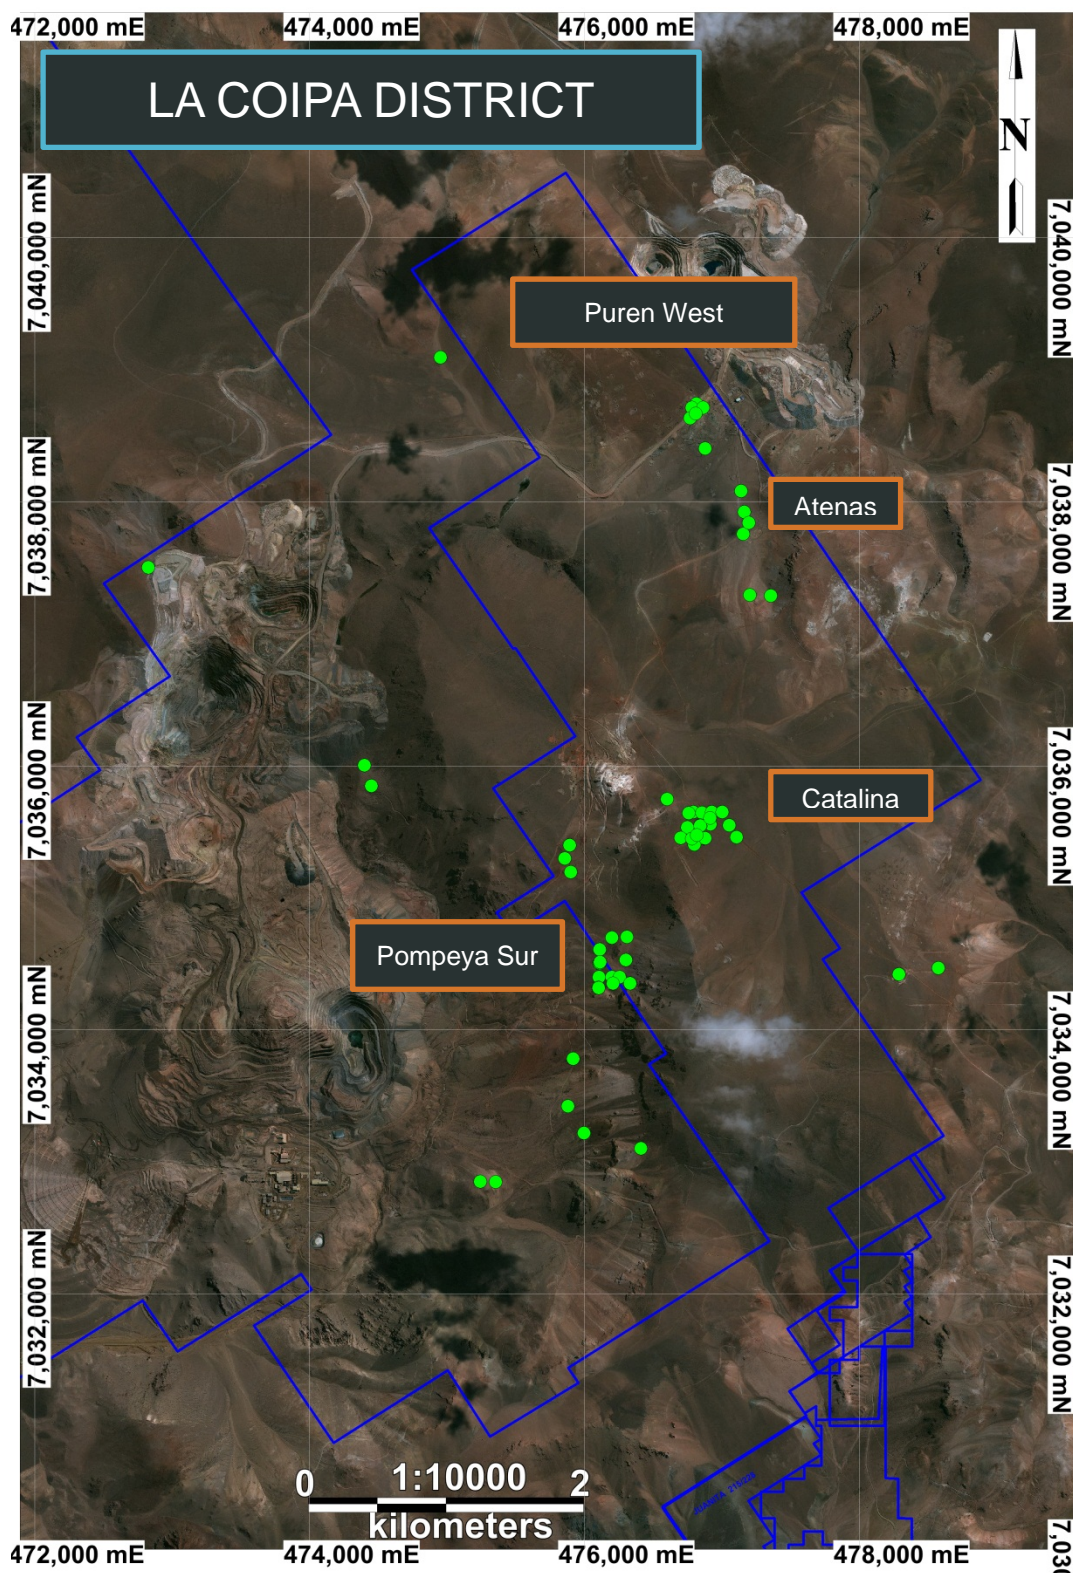 472,000 mE 474,000 mE 476,000 mE 478,000 mE
LA COIPA DISTRICT
N
7,040,000 mN
7,040,000 mN
Puren West
7,038,000 mN
7,038,000 mN
Atenas
7,036,000 mN
7,036,000 mN
Catalina
Pompeya Sur
7,034,000 mN
7,034,000 mN
7,032,000 mN
7,032,000 mN
0 1:10000 2
kilometers
7,030
472,000 mE 474,000 mE 476,000 mE 478,000 mE